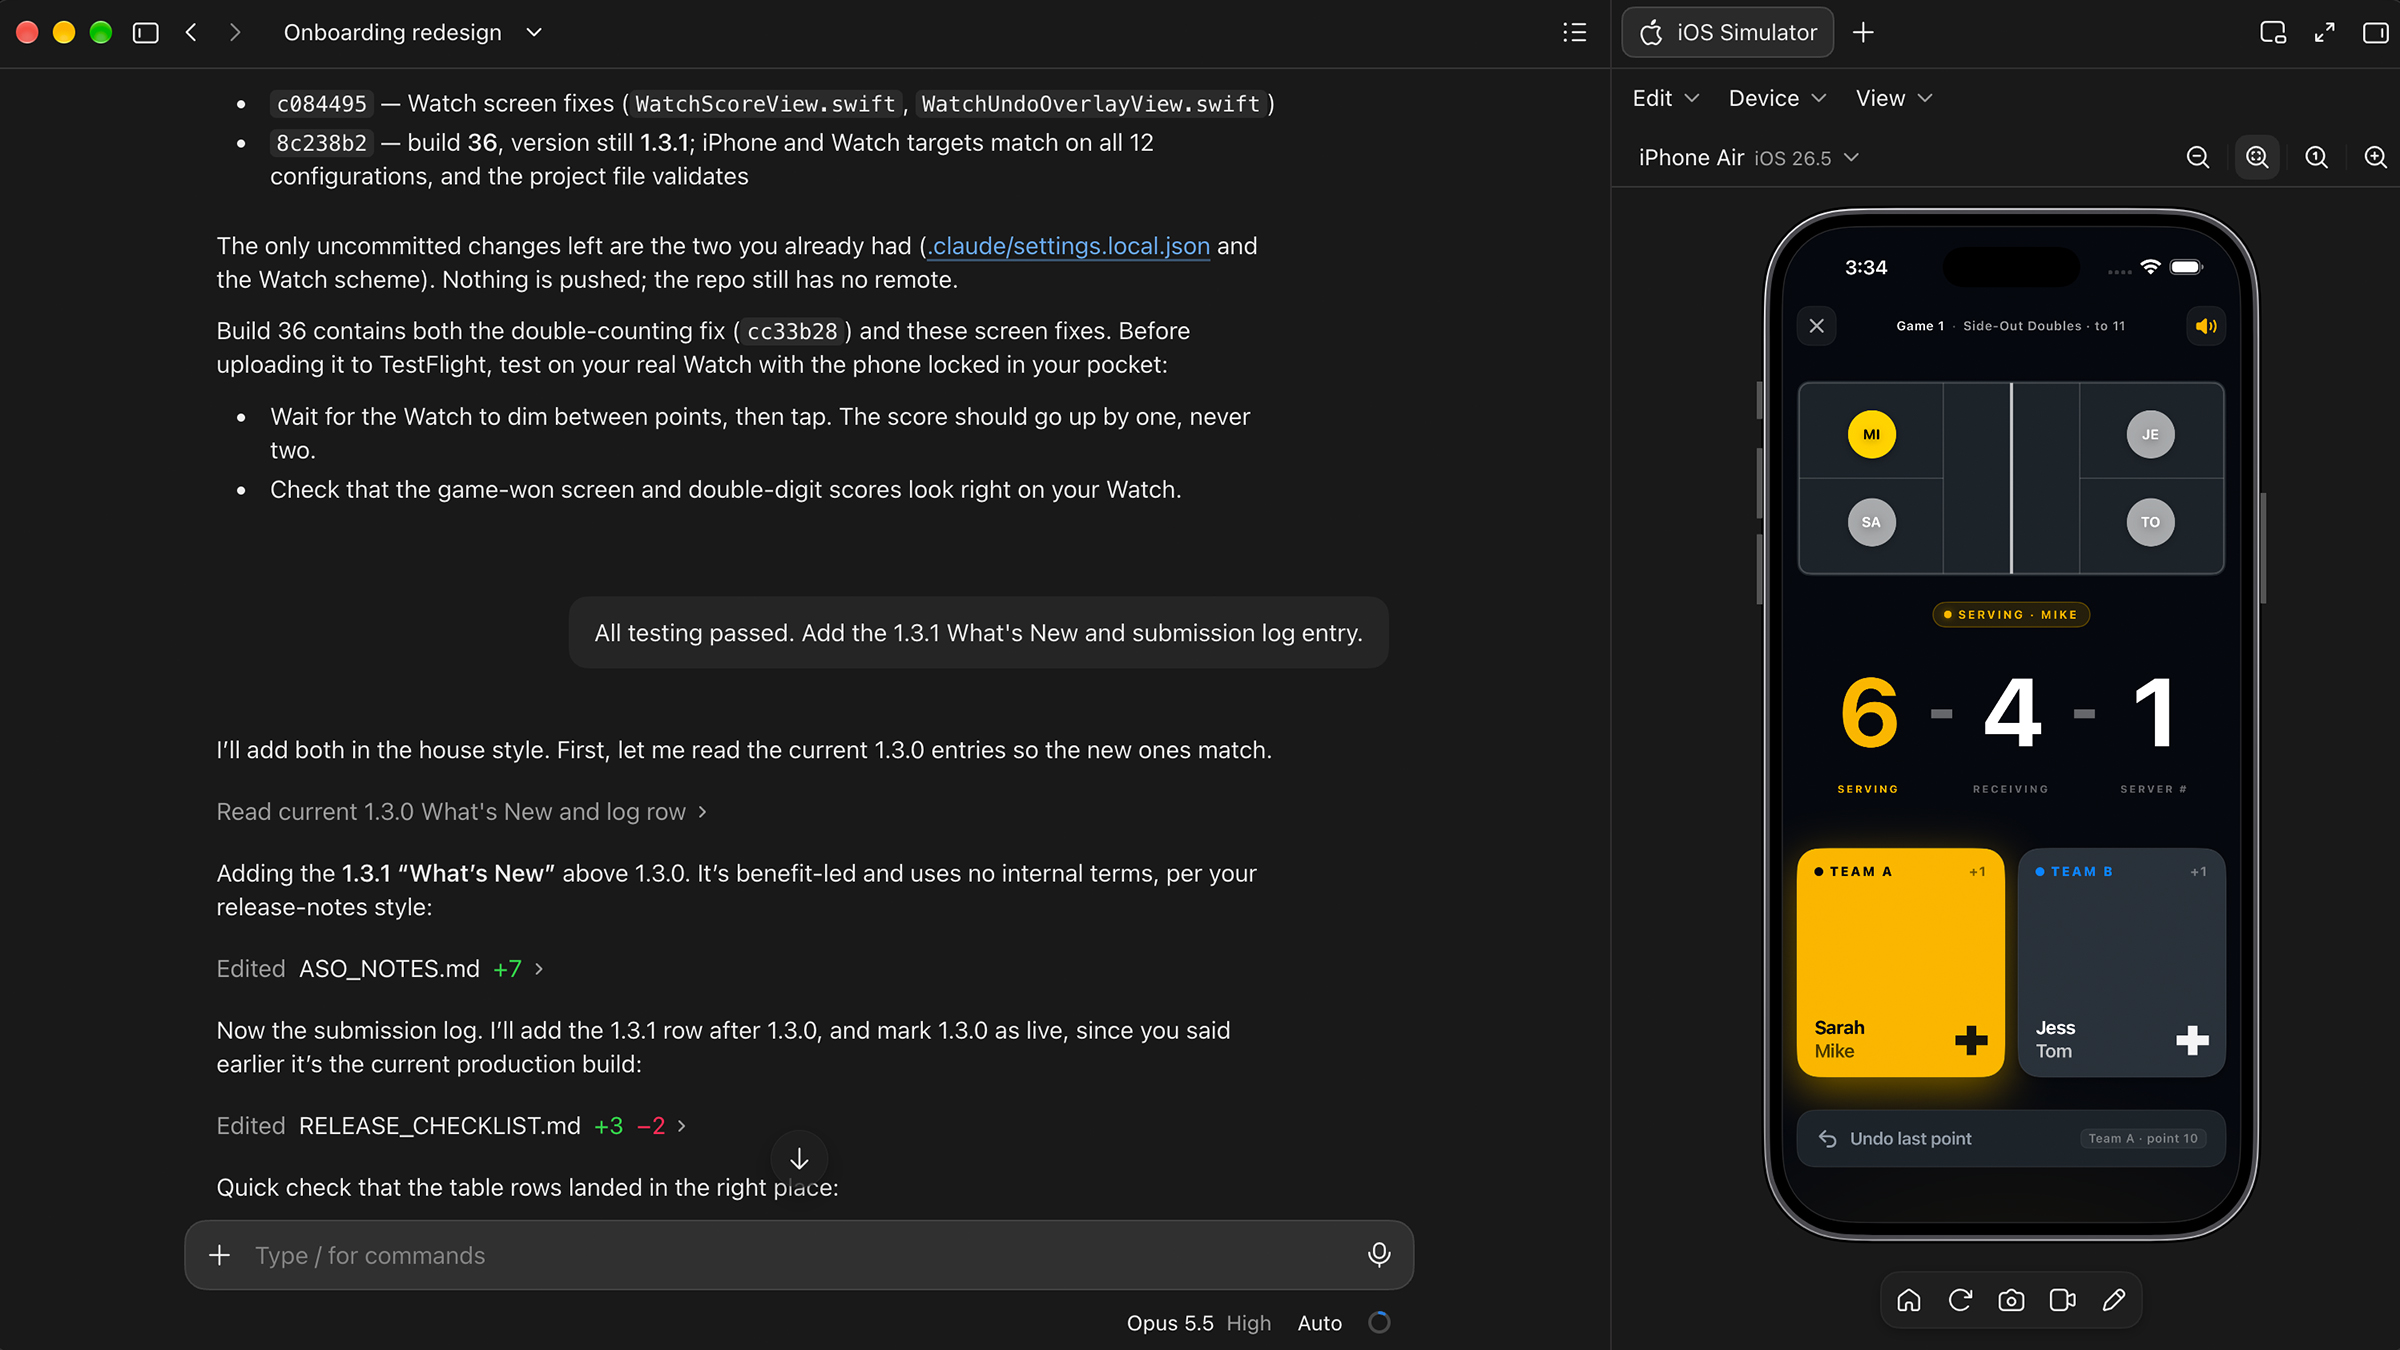 Onboarding redesign
c084495 — Watch screen fixes (WatchScoreView.swift, WatchUndoOverlayView.swift)
8c238b2 — build 36, version still 1.3.1; iPhone and Watch targets match on all 12
configurations, and the project file validates
The only uncommitted changes left are the two you already had (.claude/settings.local.json and
the Watch scheme). Nothing is pushed; the repo still has no remote.
Build 36 contains both the double-counting fix (cc33b28) and these screen fixes. Before
uploading it to TestFlight, test on your real Watch with the phone locked in your pocket:
Wait for the Watch to dim between points, then tap. The score should go up by one, never
two.
Check that the game-won screen and double-digit scores look right on your Watch.
All testing passed. Add the 1.3.1 What's New and submission log entry.
I’ll add both in the house style. First, let me read the current 1.3.0 entries so the new ones match.
Read current 1.3.0 What's New and log row
Adding the 1.3.1 “What’s New” above 1.3.0. It’s benefit-led and uses no internal terms, per your
release-notes style:
Edited ASO_NOTES.md +7
Now the submission log. I’ll add the 1.3.1 row after 1.3.0, and mark 1.3.0 as live, since you said
earlier it’s the current production build:
Edited RELEASE_CHECKLIST.md +3 −2
Quick check that the table rows landed in the right place:
Type / for commands
Opus 5.5 High Auto
iOS Simulator
Edit Device View
iPhone Air iOS 26.5
3:34
Game 1 · Side-Out Doubles · to 11
MI
JE
SA
TO
SERVING · MIKE
6 - 4 - 1
SERVING RECEIVING SERVER #
TEAM A +1
Sarah
Mike
TEAM B +1
Jess
Tom
Undo last point
Team A · point 10